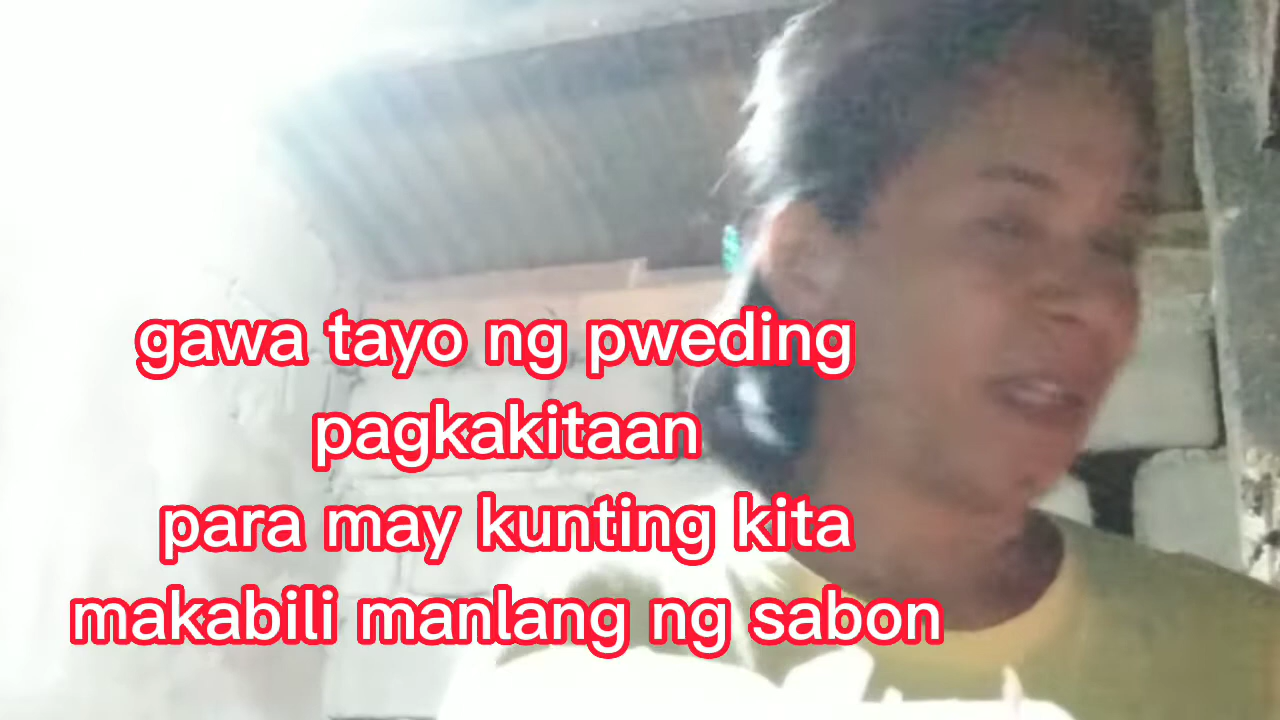 gawa tayo ng pweding
pagkakitaan
para may kunting kita
makabili manlang ng sabon